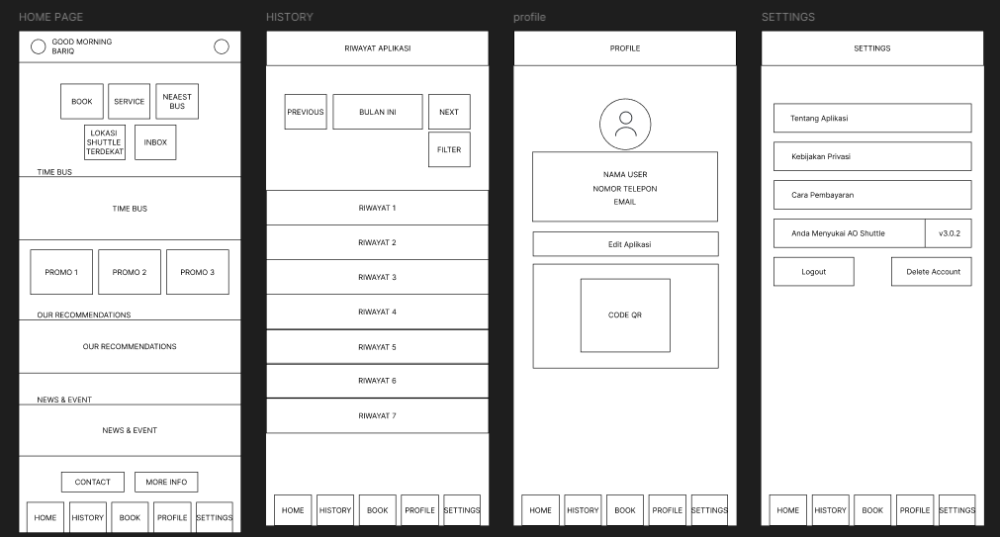 HOME PAGE
GOOD MORNING
BARIQ
BOOK
SERVICE
NEAEST
BUS
LOKASI
SHUTTLE
TERDEKAT
INBOX
TIME BUS
TIME BUS
PROMO 1
PROMO 2
PROMO 3
OUR RECOMMENDATIONS
OUR RECOMMENDATIONS
NEWS & EVENT
NEWS & EVENT
CONTACT
MORE INFO
HOME
HISTORY
BOOK
PROFILE
SETTINGS
HISTORY
RIWAYAT APLIKASI
PREVIOUS
BULAN INI
NEXT
FILTER
RIWAYAT 1
RIWAYAT 2
RIWAYAT 3
RIWAYAT 4
RIWAYAT 5
RIWAYAT 6
RIWAYAT 7
HOME
HISTORY
BOOK
PROFILE
SETTINGS
profile
PROFILE
NAMA USER
NOMOR TELEPON
EMAIL
Edit Aplikasi
CODE QR
HOME
HISTORY
BOOK
PROFILE
SETTINGS
SETTINGS
SETTINGS
Tentang Aplikasi
Kebijakan Privasi
Cara Pembayaran
Anda Menyukai AO Shuttle
v3.0.2
Logout
Delete Account
HOME
HISTORY
BOOK
PROFILE
SETTINGS